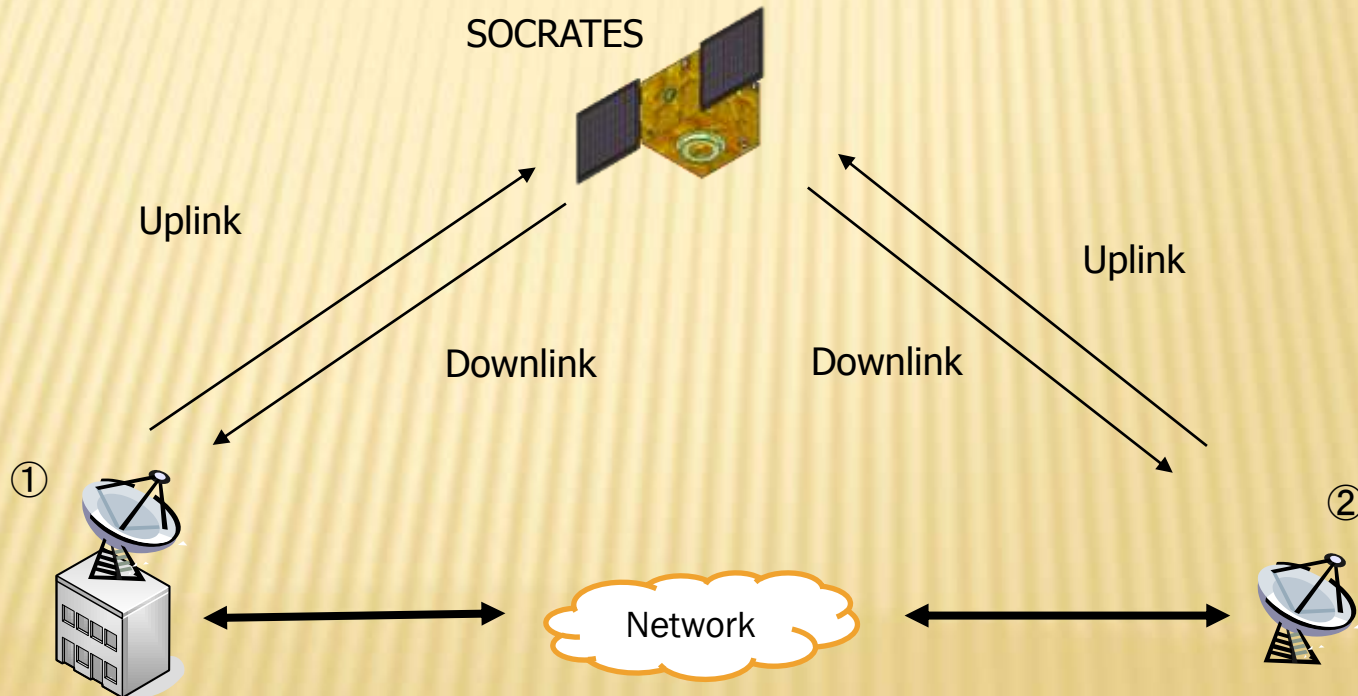 SOCRATES
Uplink
Uplink
Downlink
Downlink
①
②
Network